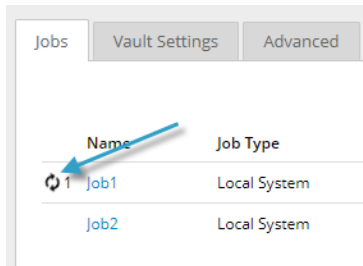 Jobs Vault Settings Advanced
Name Job Type
1 Job1 Local System
Job2 Local System